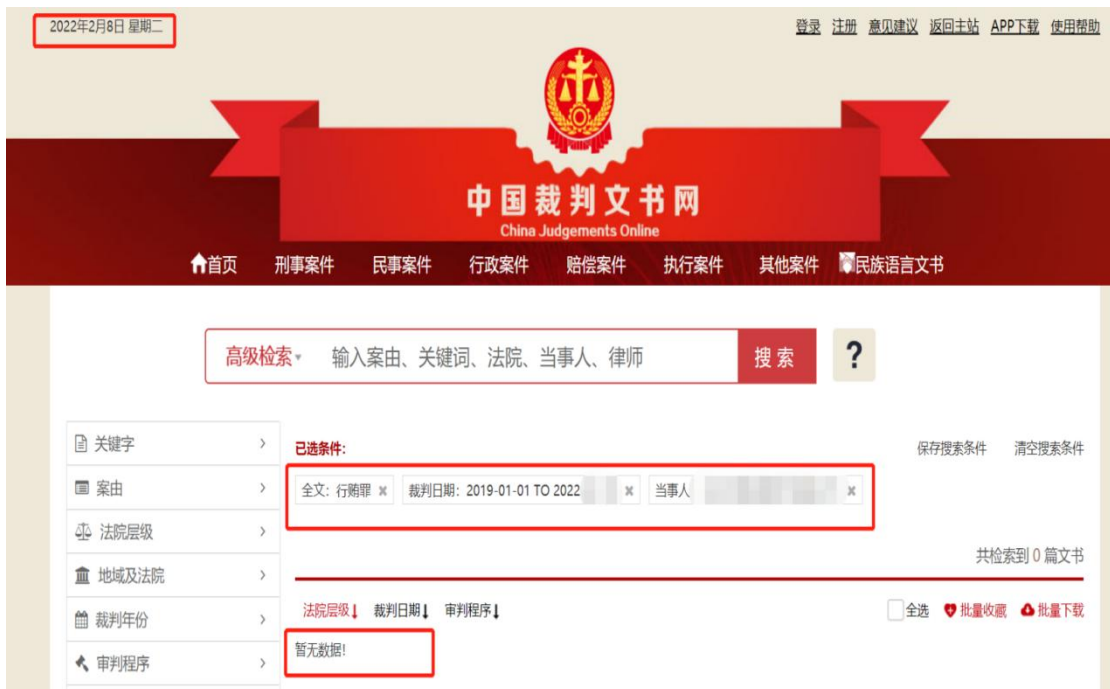 2022年2月8日 星期二
登录 注册 意见建议 返回主站 APP下载 使用帮助
中国裁判文书网
China Judgements Online
首页 刑事案件 民事案件 行政案件 赔偿案件 执行案件 其他案件 民族语言文书
高级检索 输入案由、关键词、法院、当事人、律师 搜索 ?
关键字
案由
法院层级
地域及法院
裁判年份
审判程序
已选条件:
保存搜索条件 清空搜索条件
全文: 行贿罪 × 裁判日期: 2019-01-01 TO 2022 × 当事人 ×
共检索到 0 篇文书
法院层级 裁判日期 审判程序
全选 批量收藏 批量下载
暂无数据!